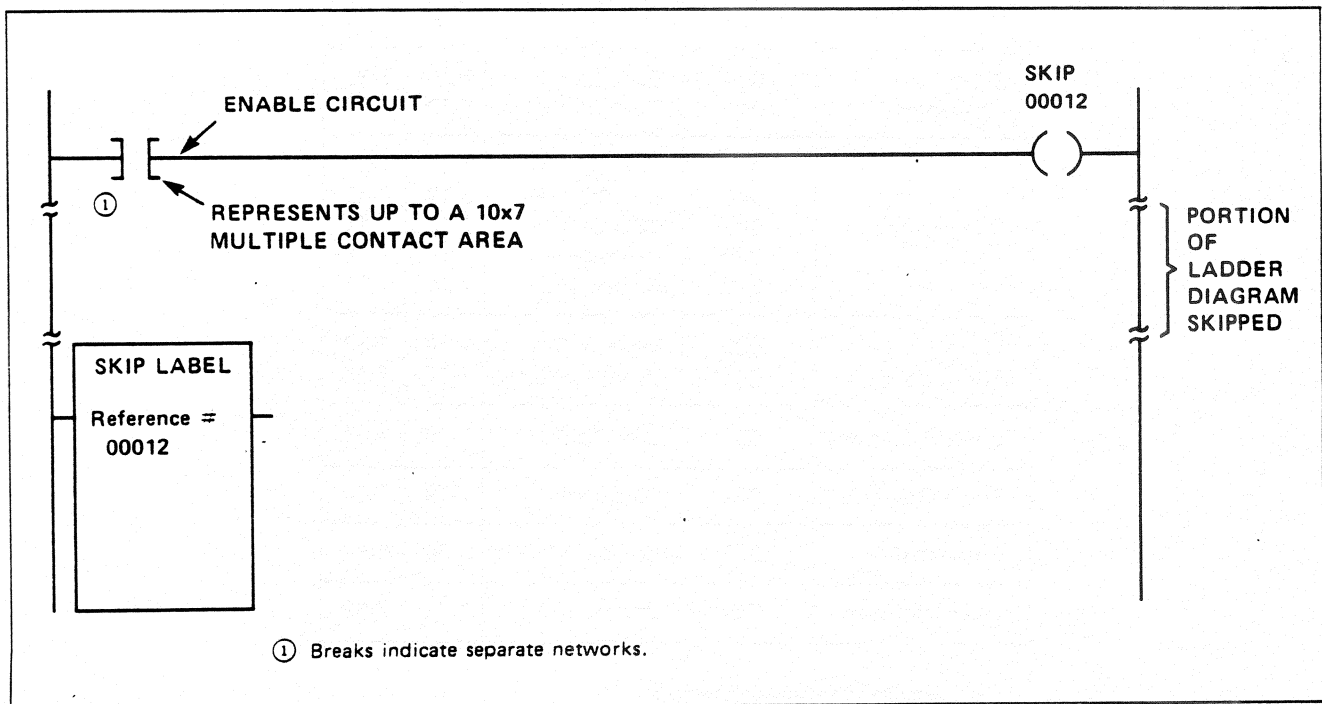 SKIP
00012
ENABLE CIRCUIT
①
REPRESENTS UP TO A 10x7
MULTIPLE CONTACT AREA
PORTION
OF
LADDER
DIAGRAM
SKIPPED
SKIP LABEL
Reference #
00012
① Breaks indicate separate networks.